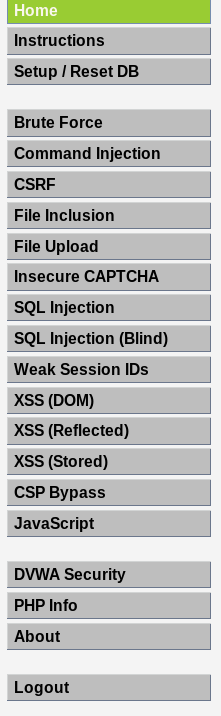 Home
Instructions
Setup / Reset DB
Brute Force
Command Injection
CSRF
File Inclusion
File Upload
Insecure CAPTCHA
SQL Injection
SQL Injection (Blind)
Weak Session IDs
XSS (DOM)
XSS (Reflected)
XSS (Stored)
CSP Bypass
JavaScript
DVWA Security
PHP Info
About
Logout